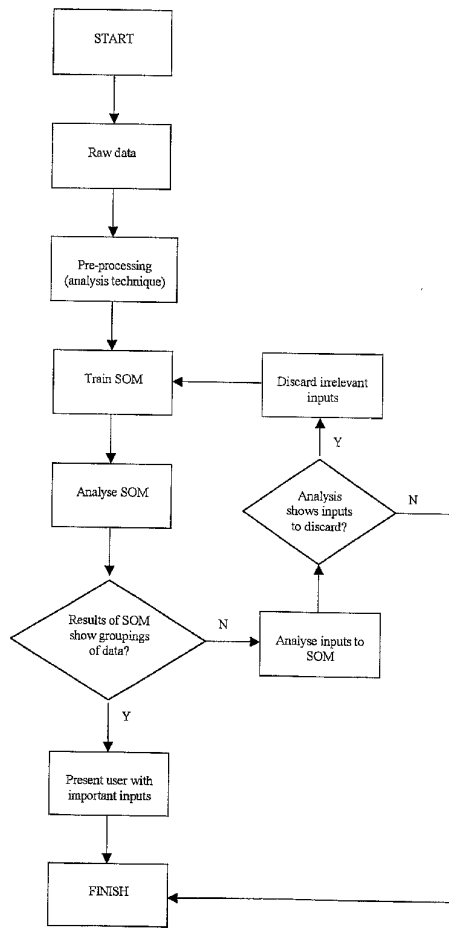 START
Raw data
Pre-processing
(analysis technique)
Train SOM
Discard irrelevant
inputs
Y
Analyse SOM
Analysis
shows inputs
to discard?
N
Results of SOM
show groupings
of data?
N
Analyse inputs to
SOM
Y
Present user with
important inputs
FINISH